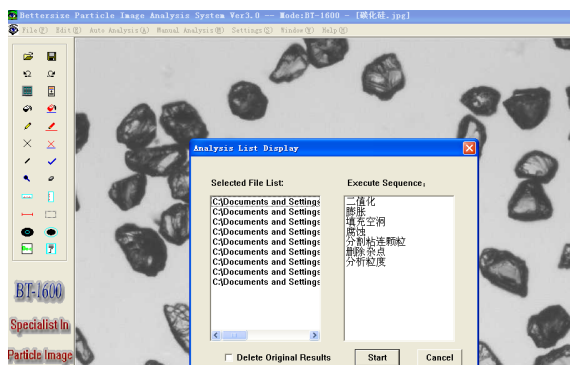 Bettersize Particle Image Analysis System Ver3.0 -- Mode:BT-1600 - [碳化硅.jpg]
File(F) Edit(E) Auto Analysis(A) Manual Analysis(M) Settings(S) Window(W) Help(H)
Analysis List Display
Selected File List:
Execute Sequence:
C:\Documents and Settings
C:\Documents and Settings
C:\Documents and Settings
C:\Documents and Settings
C:\Documents and Settings
C:\Documents and Settings
C:\Documents and Settings
C:\Documents and Settings
C:\Documents and Settings
二值化
膨胀
填充空洞
腐蚀
分割粘连颗粒
删除杂点
分析粒度
Delete Original Results
Start
Cancel
BT-1600
Specialist In
Particle Image